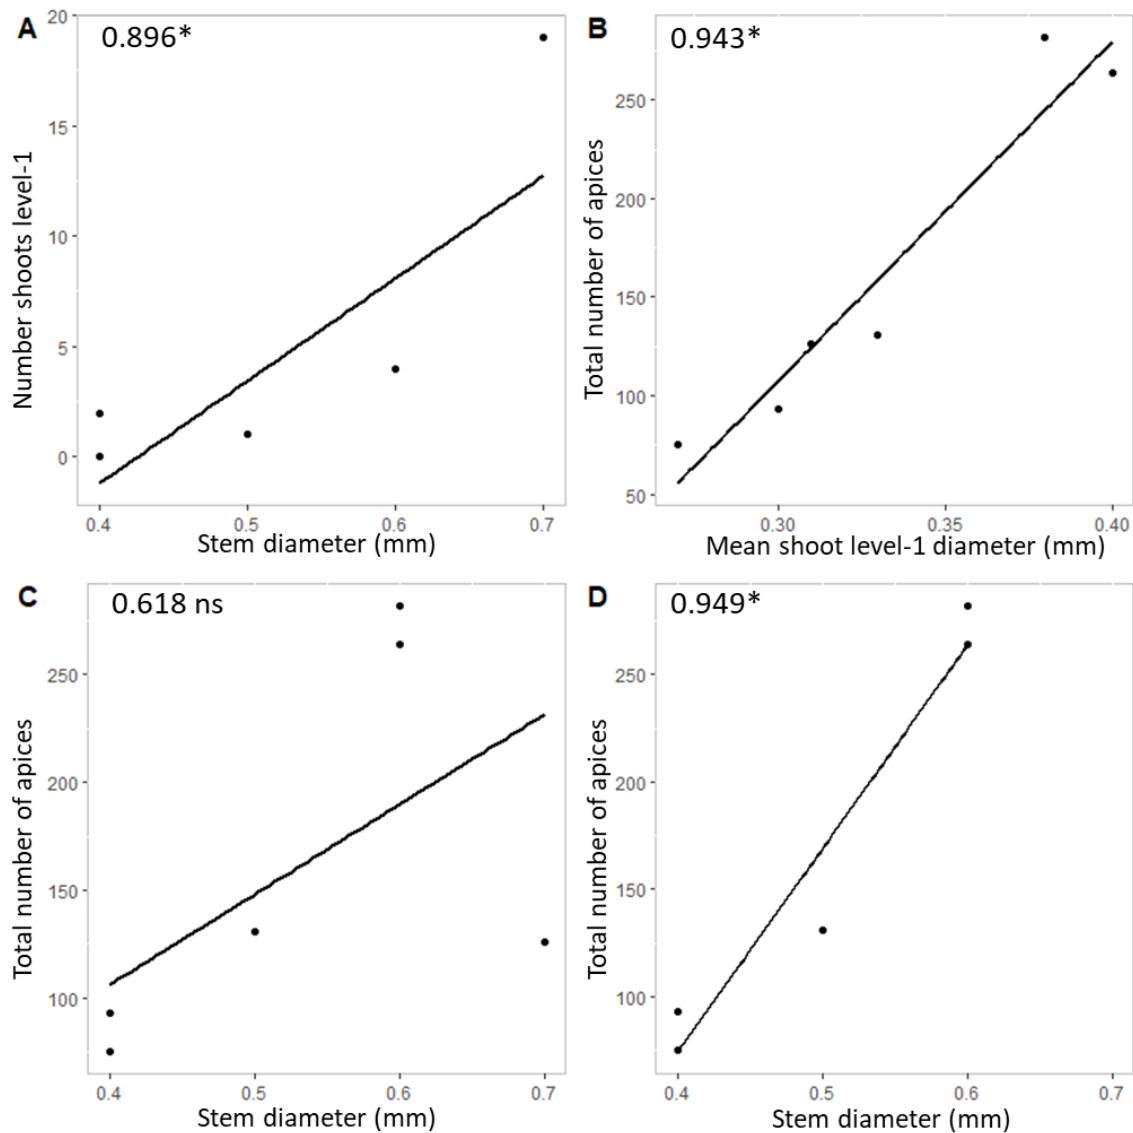 A
0.896*
20
15
10
5
0
Number shoots level-1
0.4
0.5
0.6
0.7
Stem diameter (mm)
B
0.943*
250
200
150
100
50
Total number of apices
0.30
0.35
0.40
Mean shoot level-1 diameter (mm)
C
0.618 ns
250
200
150
100
Total number of apices
0.4
0.5
0.6
0.7
Stem diameter (mm)
D
0.949*
250
200
150
100
Total number of apices
0.4
0.5
0.6
0.7
Stem diameter (mm)